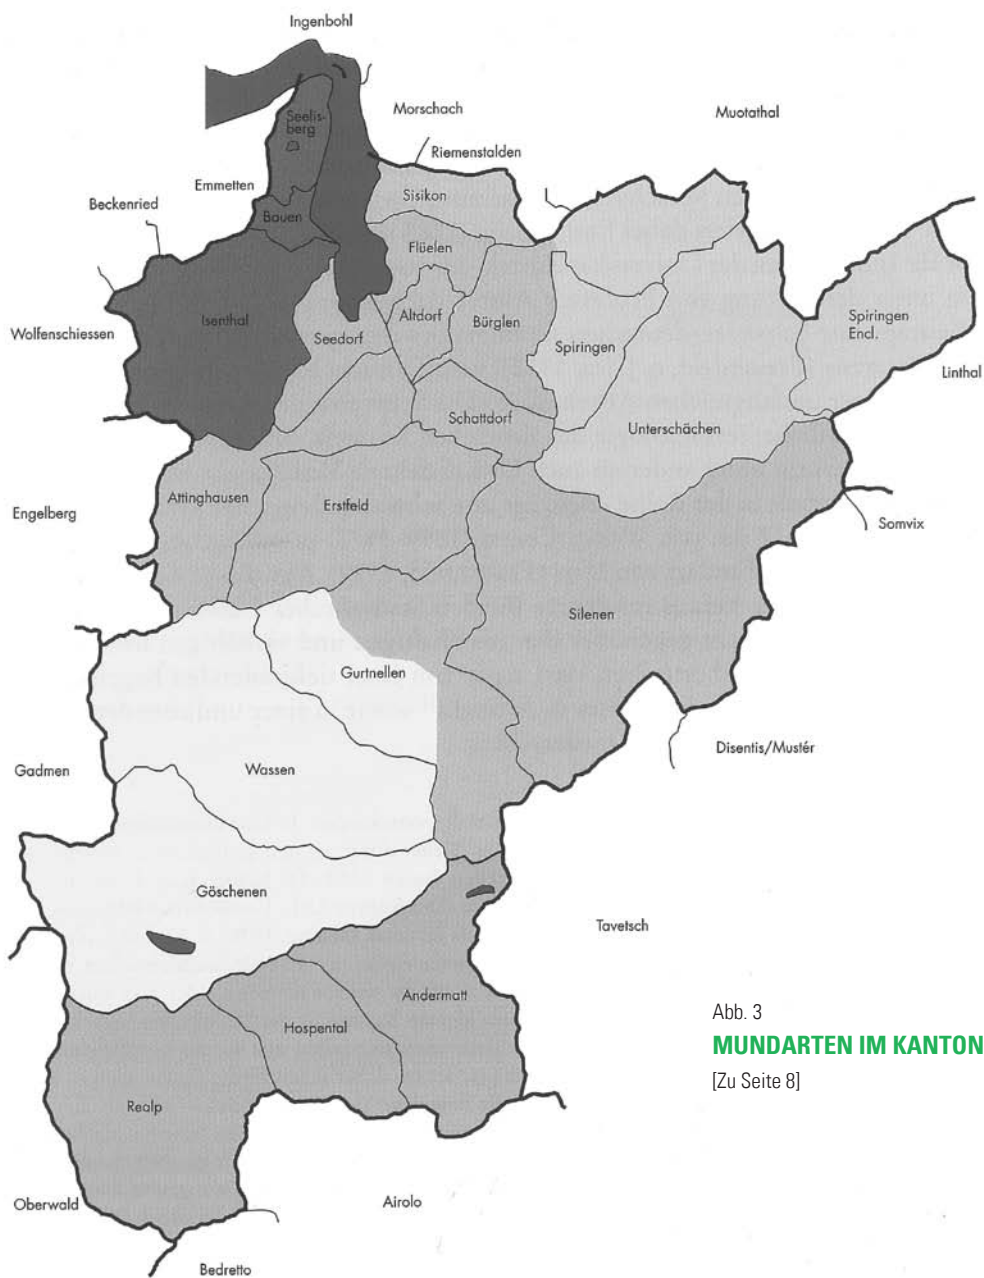 Ingenbohl
Morschach
Muotathal
Seelis-
berg
Riemenstalden
Emmetten
Sisikon
Beckenried
Bauen
Flüelen
Isenthal
Altdorf
Bürglen
Spiringen
Encl.
Wolfenschiessen
Seedorf
Spiringen
Linthal
Schattdorf
Unterschächen
Attinghausen
Erstfeld
Engelberg
Somvix
Silenen
Gurtnellen
Disentis/Mustér
Gadmen
Wassen
Göschenen
Tavetsch
Andermatt
Hospental
Abb. 3
MUNDARTEN IM KANTON
[Zu Seite 8]
Realp
Oberwald
Airolo
Bedretto